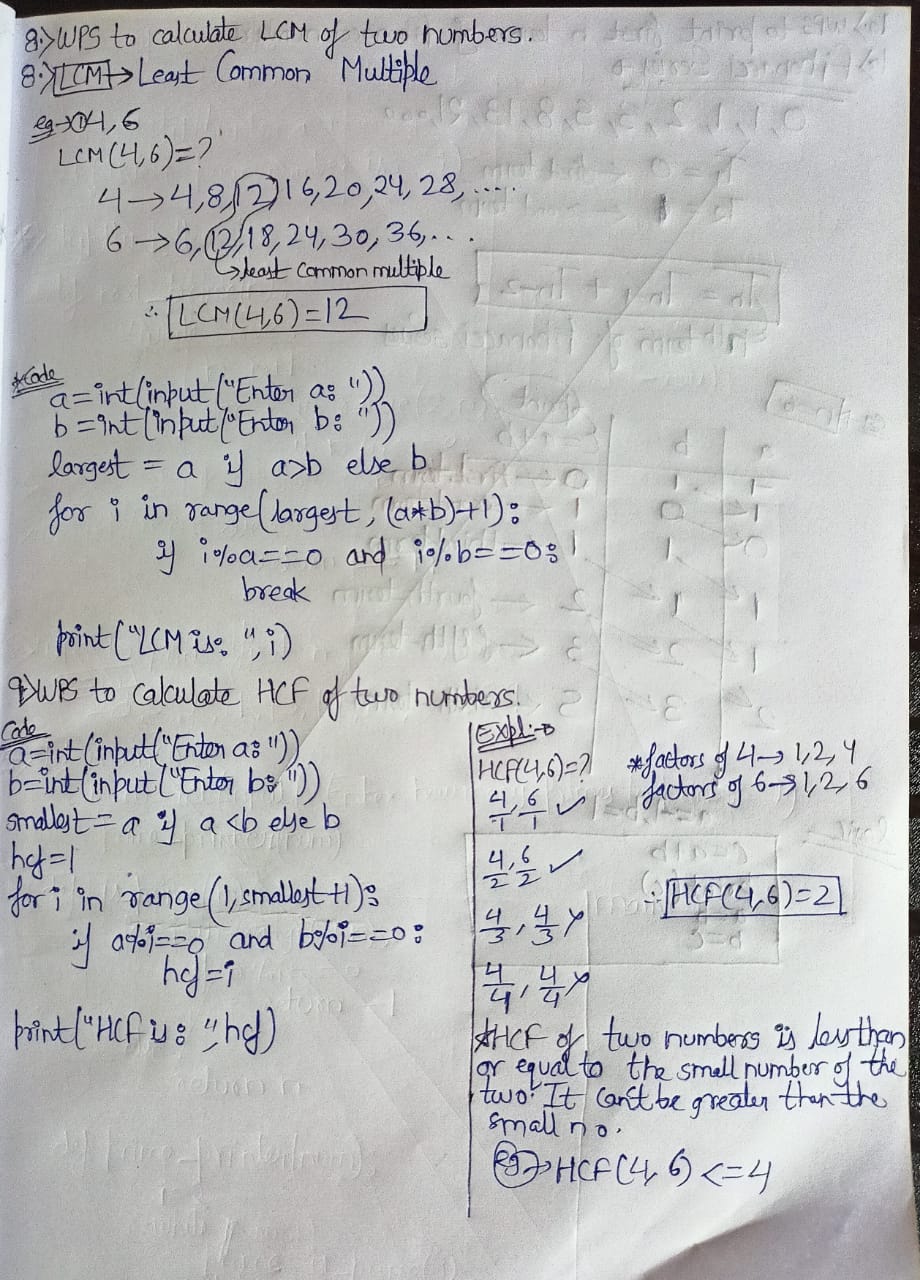 8.> WPS to calculate LCM of two numbers.
8.> LCM → Least Common Multiple
eg→ 4,6
LCM(4,6)=?
4 → 4,8,12,16,20,24,28,.....
6 → 6,12,18,24,30,36,...
↳ least common multiple
∴ LCM(4,6)=12
*Code
a=int(input("Enter a: "))
b=int(input("Enter b: "))
largest = a if a>b else b
for i in range(largest, (a*b)+1):
if i%a==0 and i%b==0:
break
print("LCM is: ",i)
9.> WPS to calculate HCF of two numbers.
Code
a=int(input("Enter a: "))
b=int(input("Enter b: "))
smallest = a if a<b else b
hcf=1
for i in range(1,smallest+1):
if a%i==0 and b%i==0:
hcf=i
print("HCF is: ",hcf)
Expl:→
HCF(4,6)=?
4/1, 6/1 ✓
4/2, 6/2 ✓
4/3, 4/3 ✗
4/4, 4/4 ✗
*factors of 4→ 1,2,4
factors of 6→ 1,2,6
∴ HCF(4,6)=2
*HCF of two numbers is less than
or equal to the small number of the
two. It can't be greater than the
small no.
eg→ HCF(4,6) <=4